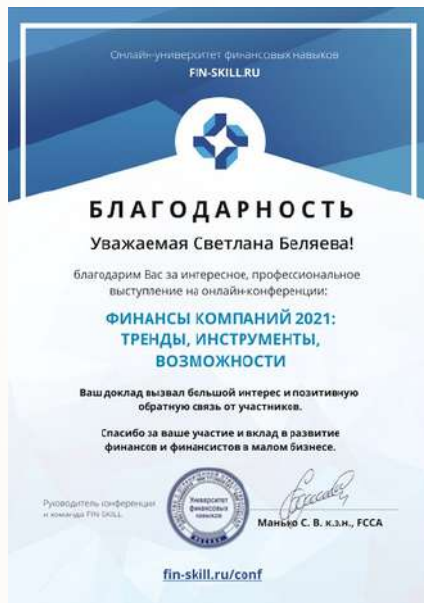 Онлайн-университет финансовых навыков
FIN-SKILL.RU
БЛАГОДАРНОСТЬ
Уважаемая Светлана Беляева!
благодарим Вас за интересное, профессиональное
выступление на онлайн-конференции:
ФИНАНСЫ КОМПАНИЙ 2021:
ТРЕНДЫ, ИНСТРУМЕНТЫ,
ВОЗМОЖНОСТИ
Ваш доклад вызвал большой интерес и позитивную
обратную связь от участников.
Спасибо за ваше участие и вклад в развитие
финансов и финансистов в малом бизнесе.
Руководитель конференции
и команда FIN-SKILL
Университет
финансовых
навыков
Манько С. В. к.э.н., FCCA
fin-skill.ru/conf